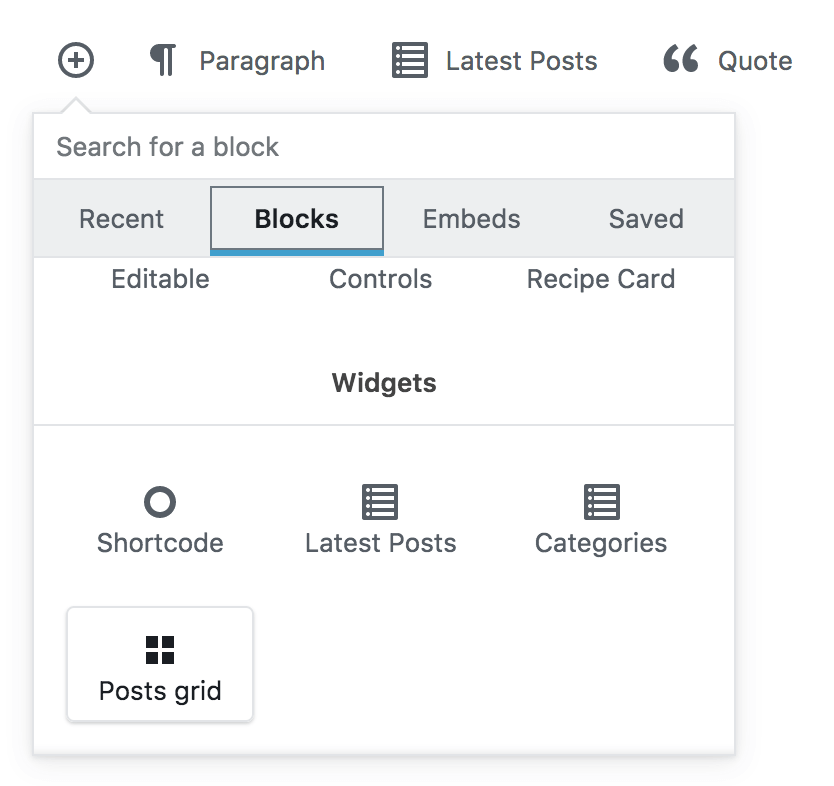 Paragraph Latest Posts Quote
Search for a block
Recent Blocks Embeds Saved
Editable Controls Recipe Card
Widgets
Shortcode Latest Posts Categories
Posts grid